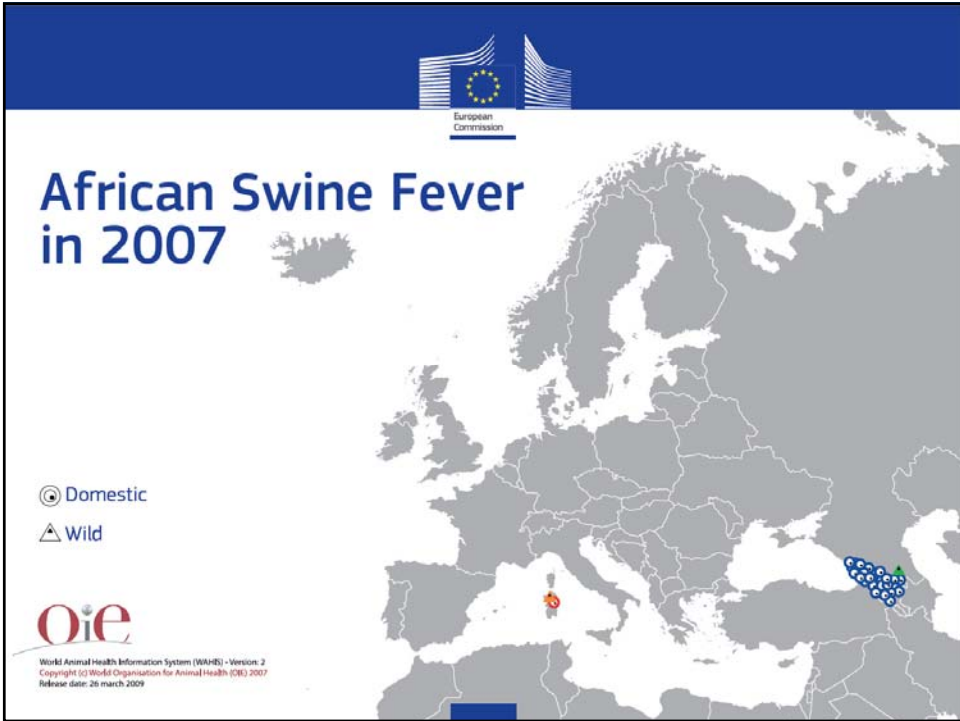 European
Commission
African Swine Fever
in 2007
Domestic
Wild
OiE
World Animal Health Information System (WAHIS) - Version: 2
Copyright (c) World Organisation for Animal Health (OIE) 2007
Release date: 26 march 2009